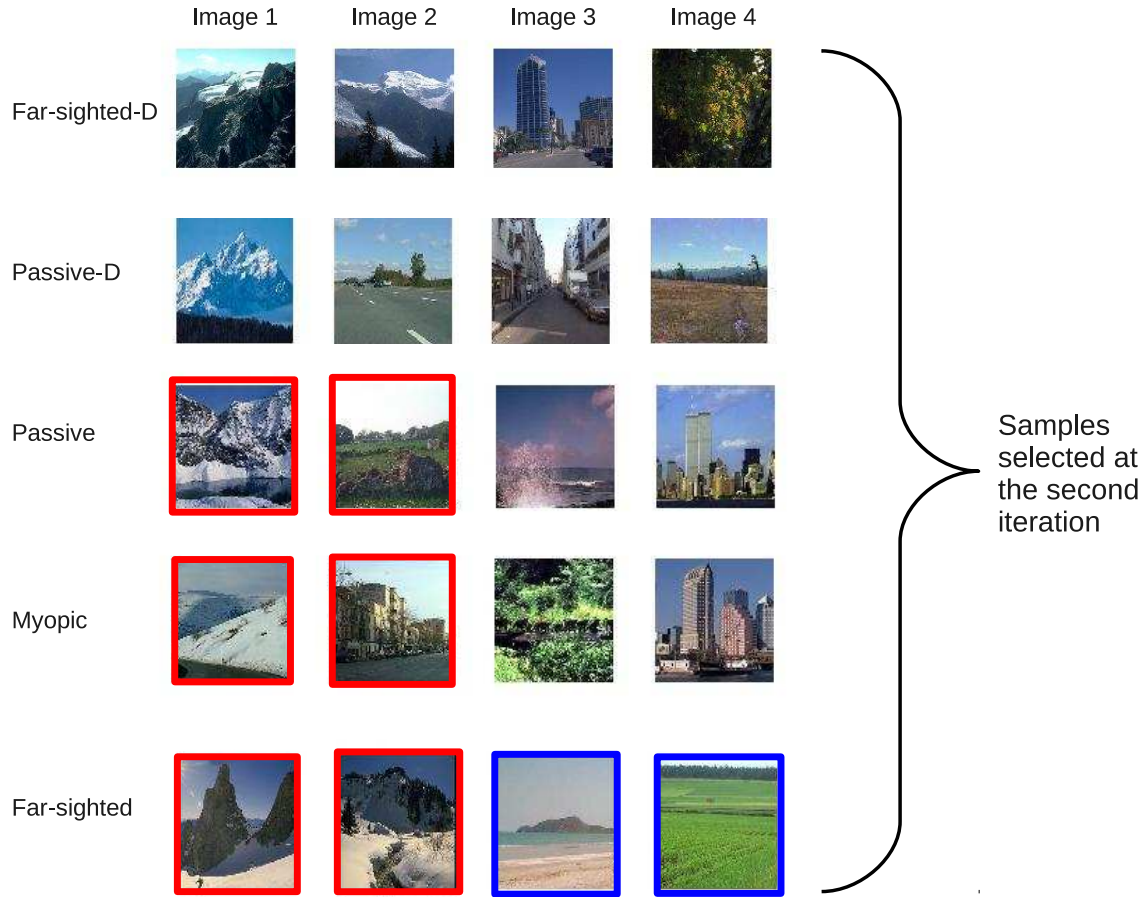 Image 1 Image 2 Image 3 Image 4
Far-sighted-D
Passive-D
Passive
Myopic
Far-sighted
Samples
selected at
the second
iteration